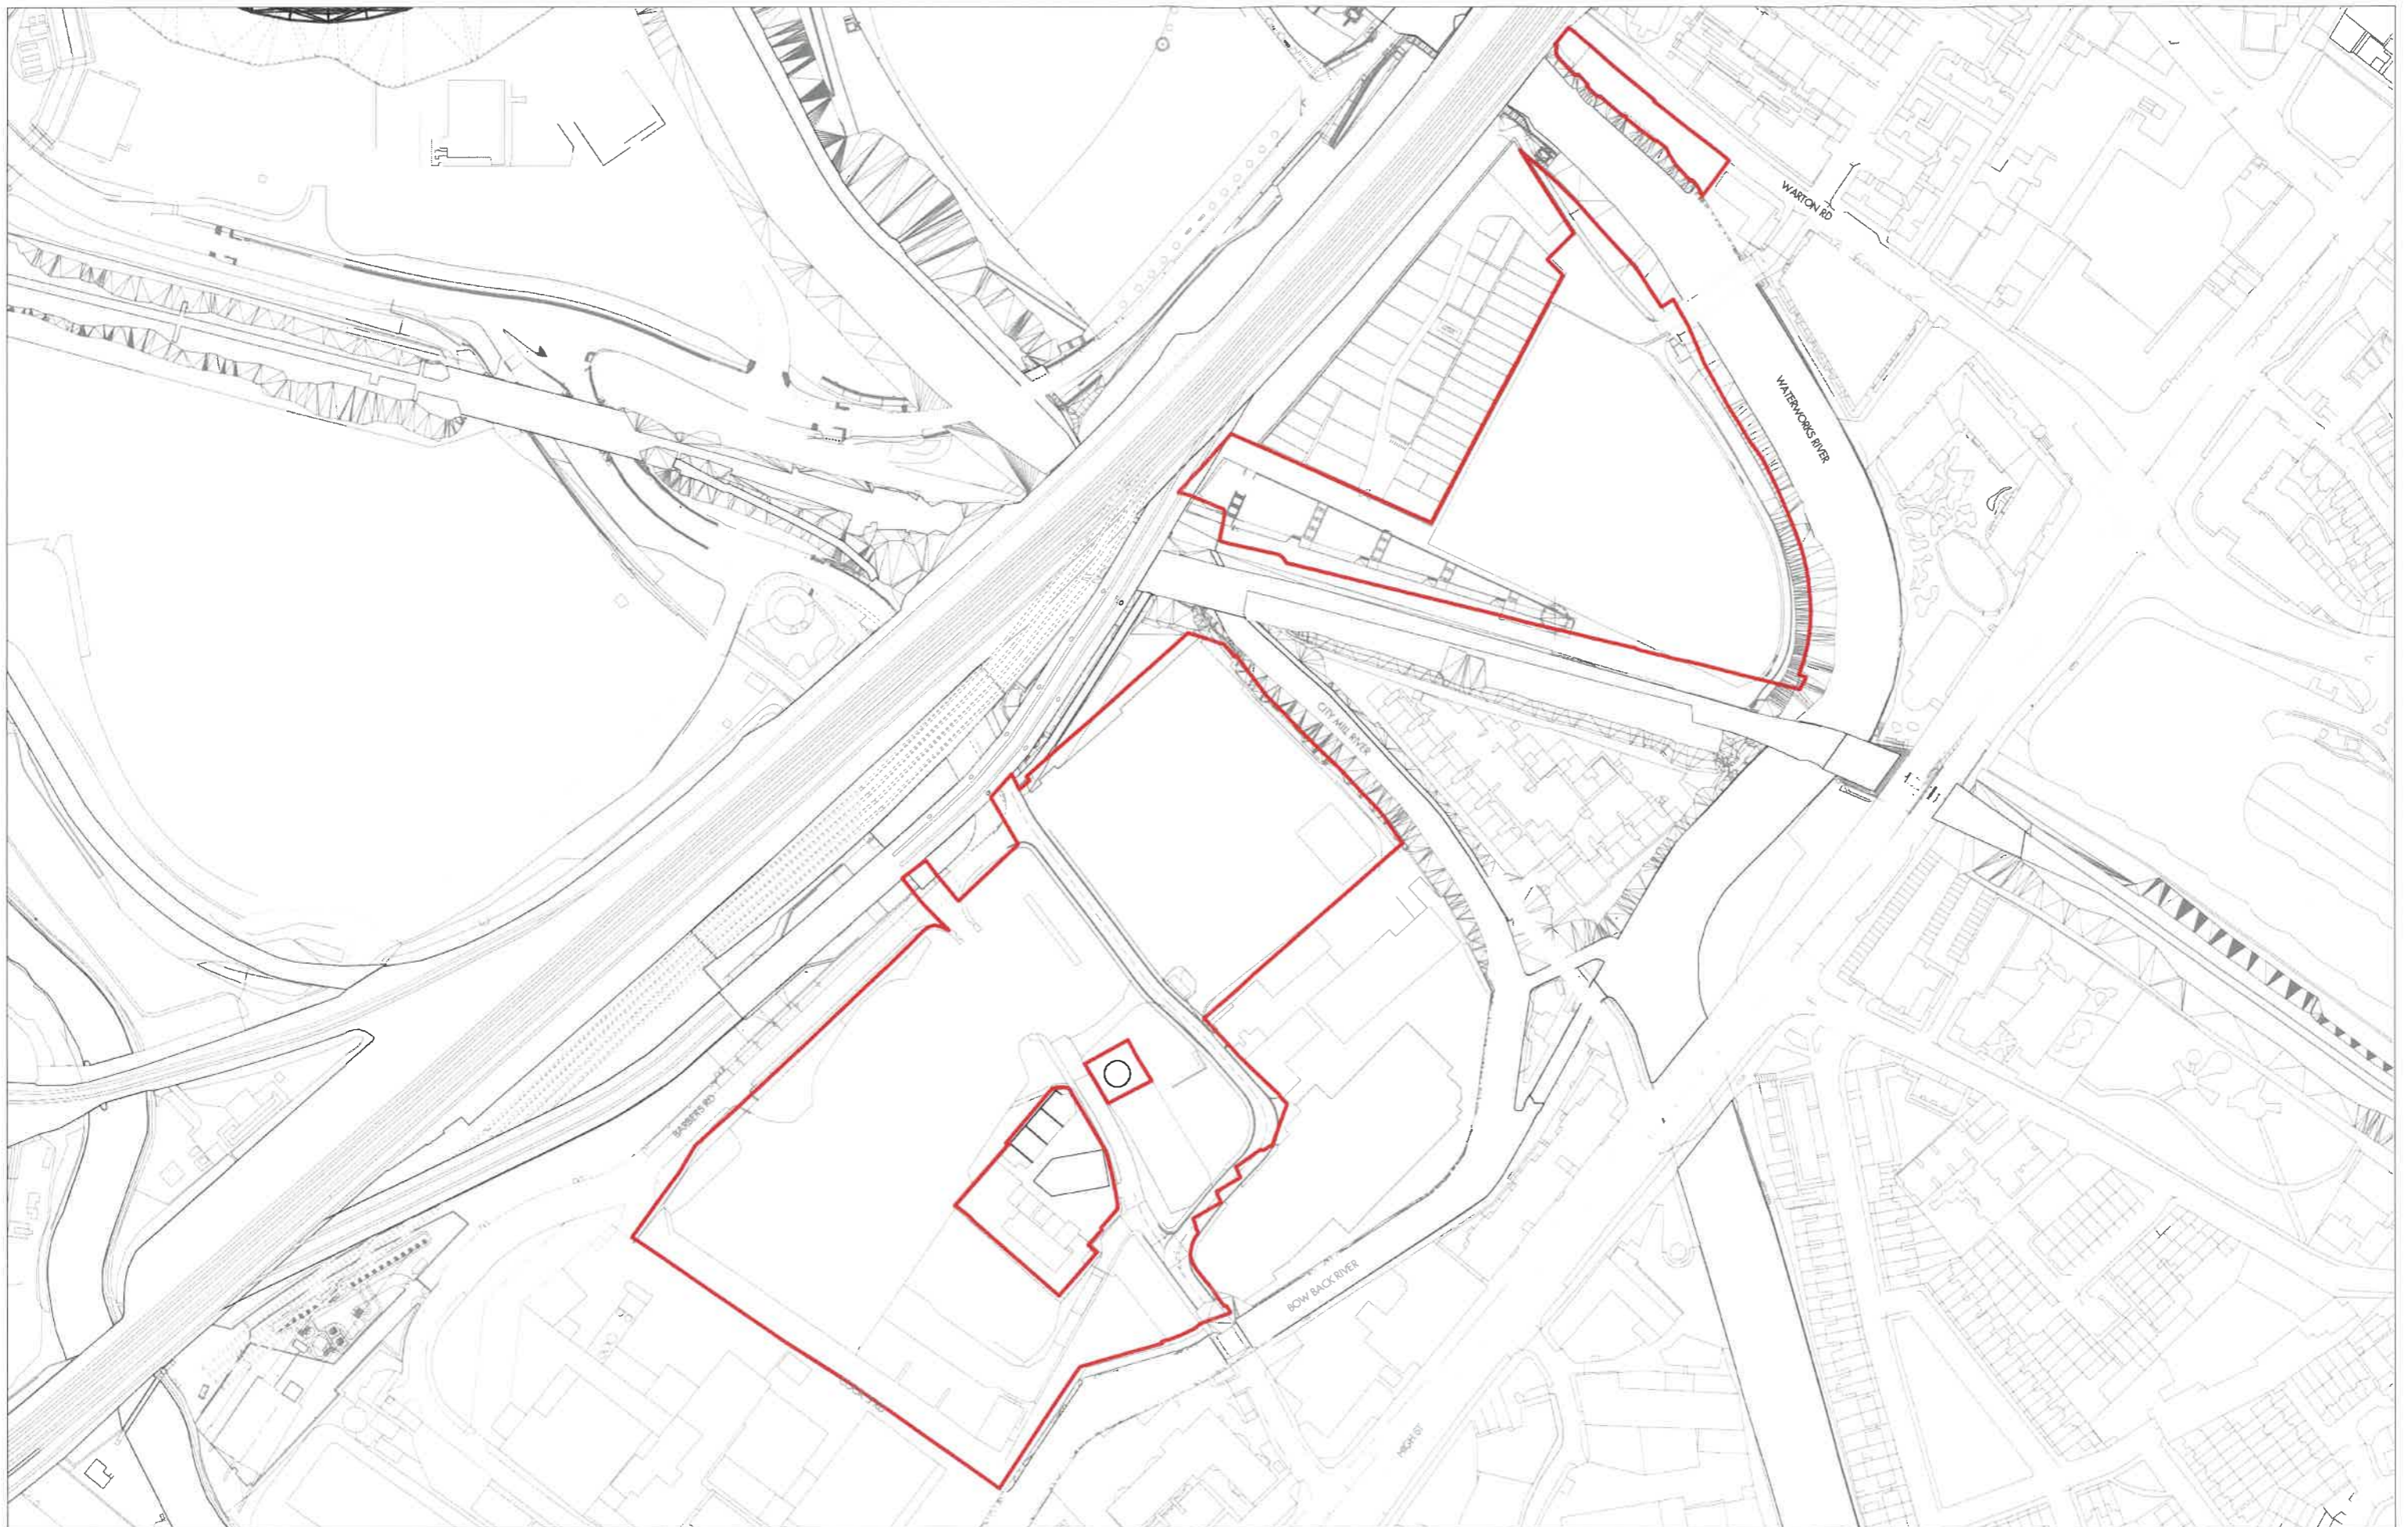 WARTON RD
WATERWORKS RIVER
CITY MILL RIVER
BARBERS RD
BOW BACK RIVER
HIGH ST